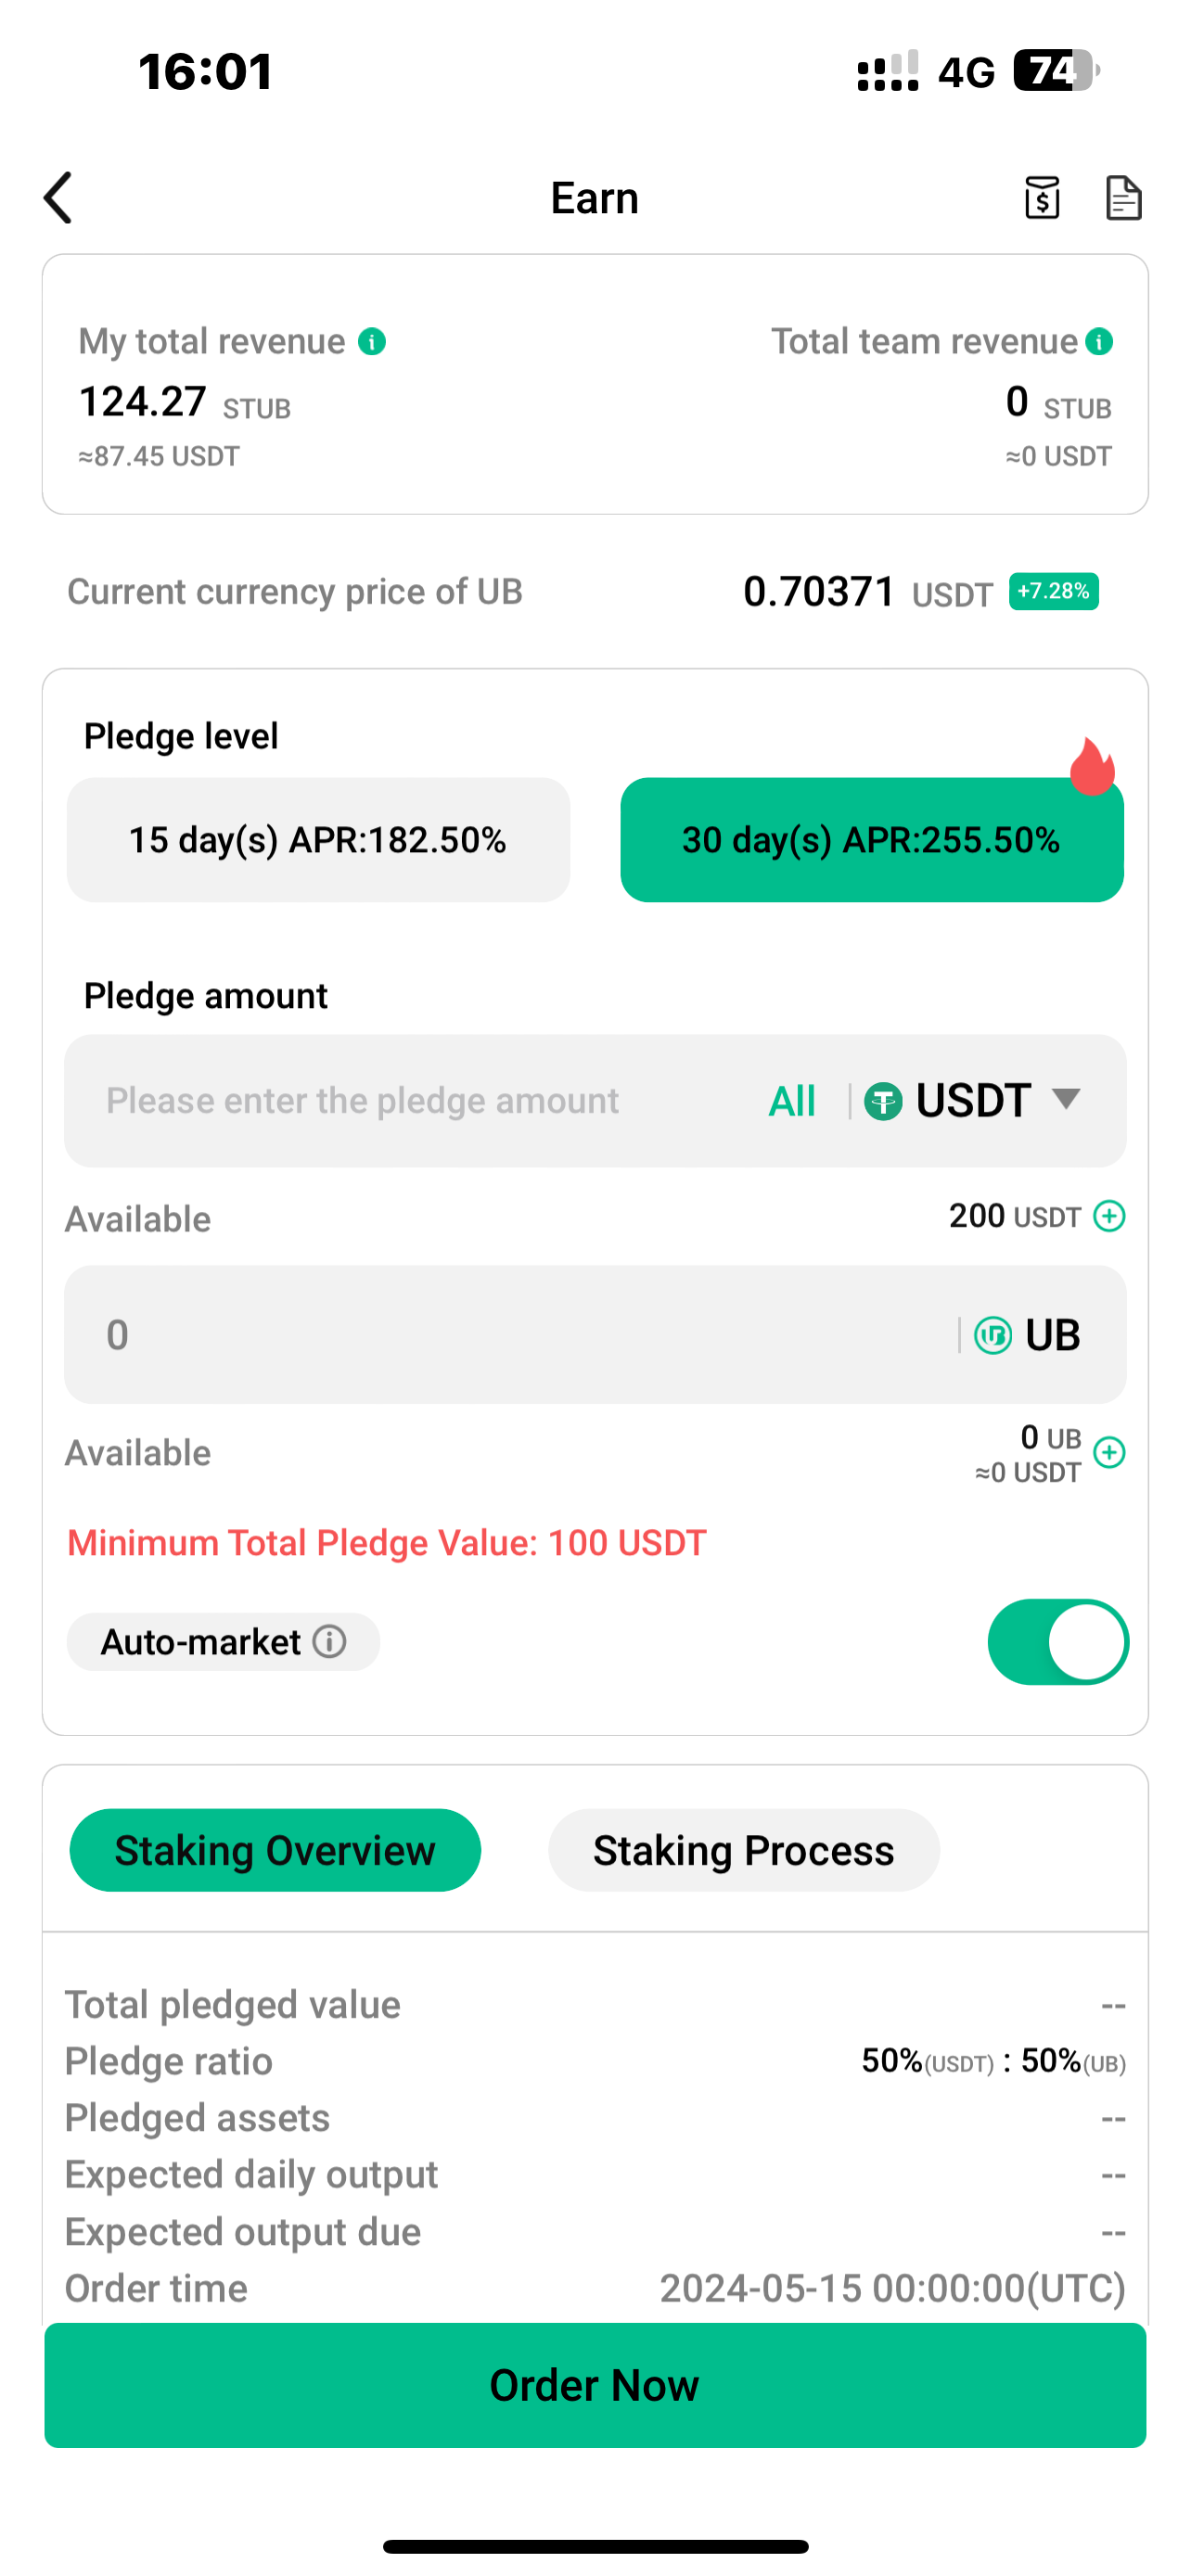 16:01 4G 74
Earn
My total revenue Total team revenue
124.27 STUB 0 STUB
≈87.45 USDT ≈0 USDT
Current currency price of UB 0.70371 USDT +7.28%
Pledge level
15 day(s) APR:182.50% 30 day(s) APR:255.50%
Pledge amount
Please enter the pledge amount All USDT
Available 200 USDT
0 UB
Available 0 UB
≈0 USDT
Minimum Total Pledge Value: 100 USDT
Auto-market
Staking Overview Staking Process
Total pledged value --
Pledge ratio 50%(USDT) : 50%(UB)
Pledged assets --
Expected daily output --
Expected output due --
Order time 2024-05-15 00:00:00(UTC)
Order Now